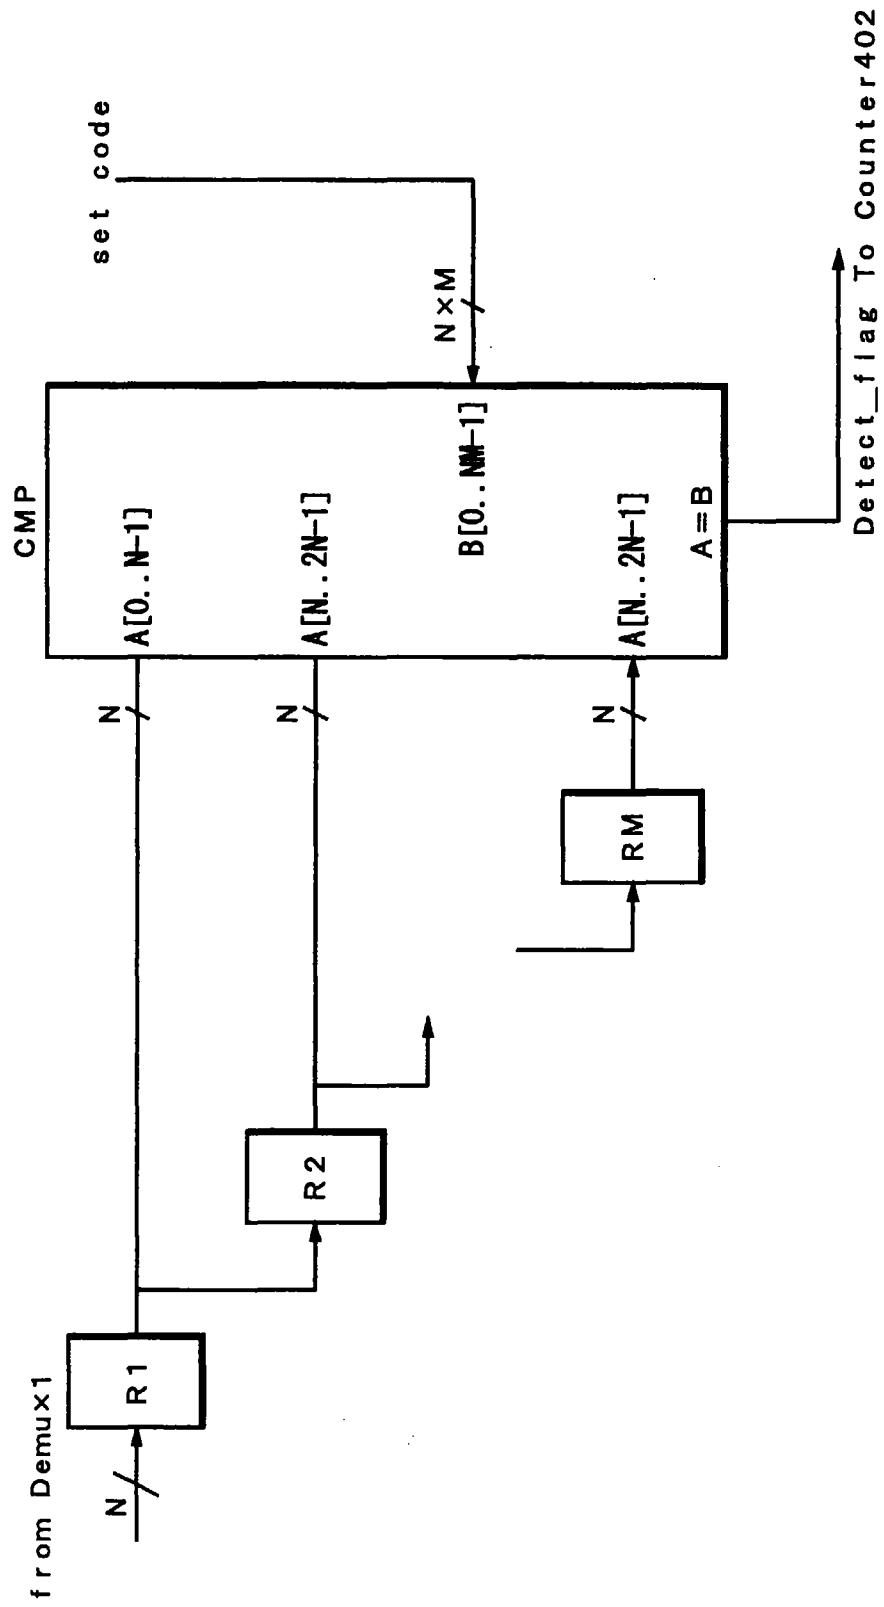 from Demux1
N
R1
R2
RM
N
N
N
CMP
A[0..N-1]
A[N..2N-1]
B[0..NM-1]
A[N..2N-1]
A=B
N×M
set code
Detect_flag To Counter402